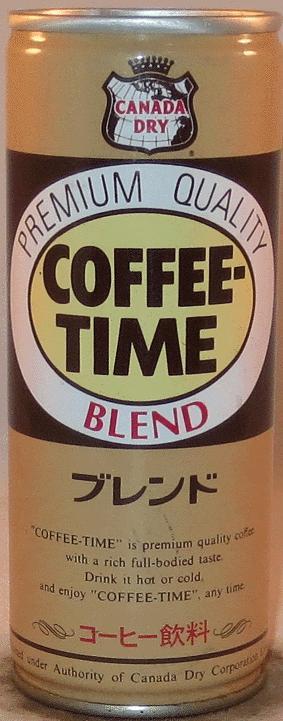 CANADA
DRY
PREMIUM QUALITY
COFFEE-
TIME
BLEND
ブレンド
"COFFEE-TIME" is premium quality coffee
with a rich full-bodied taste.
Drink it hot or cold,
and enjoy "COFFEE-TIME", any time.
コーヒー飲料
under Authority of Canada Dry Corporation